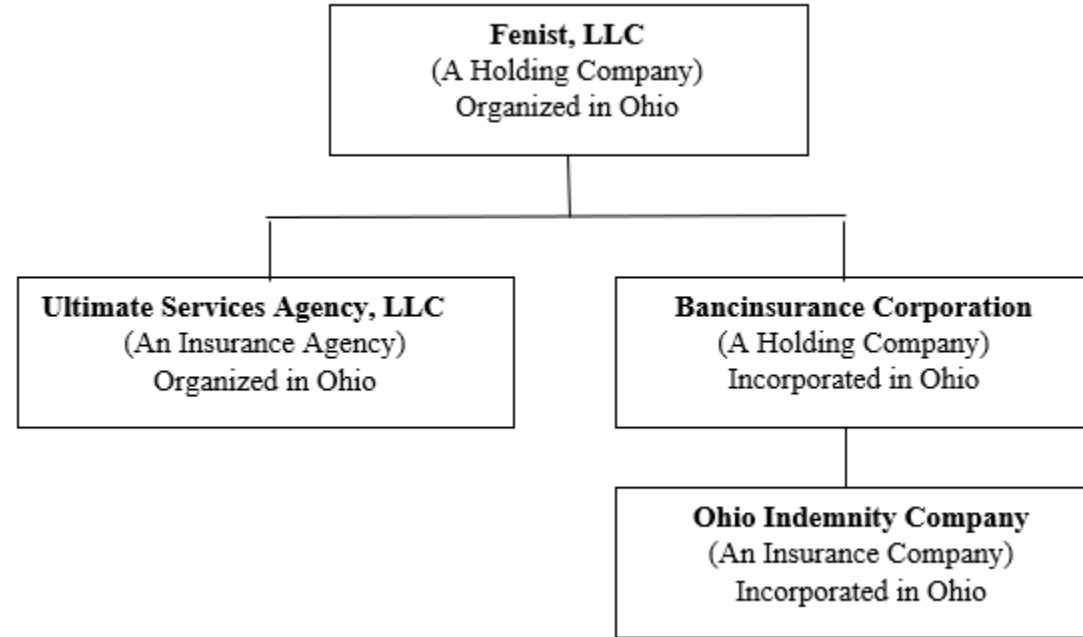 Fenist, LLC
(A Holding Company)
Organized in Ohio
Ultimate Services Agency, LLC
(An Insurance Agency)
Organized in Ohio
Bancinsurance Corporation
(A Holding Company)
Incorporated in Ohio
Ohio Indemnity Company
(An Insurance Company)
Incorporated in Ohio